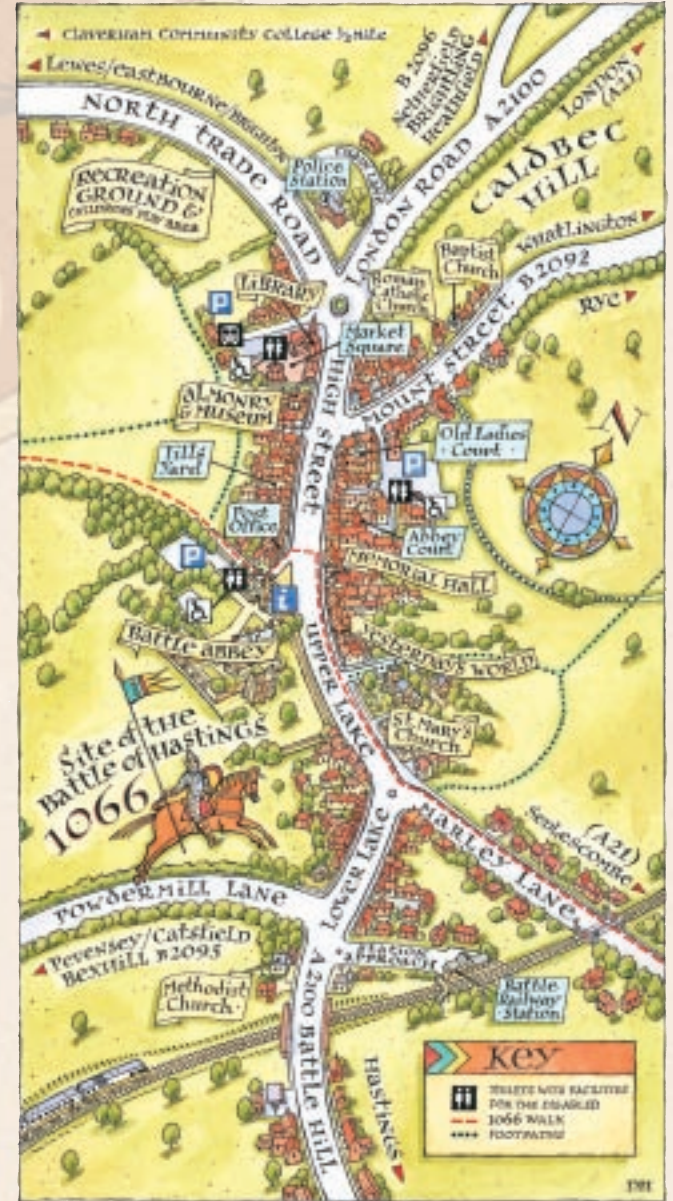 Claverham Community College ½ mile
Lewes/Eastbourne/Brighton
B 2096
Netherfield
Brightling
Heathfield
A2100
LONDON
(A21)
NORTH TRADE ROAD
Police
Station
LONDON ROAD
CALDBEC
HILL
RECREATION
GROUND &
CHILDRENS PLAY AREA
Whatlington
Baptist
Church
Roman
Catholic
Church
MOUNT STREET B2092
Rye
P
LIBRARY
Market
Square
HIGH STREET
ALMONRY
& MUSEUM
N
Old Ladies
Court
P
Tills
Yard
Post
Office
Abbey
Court
MEMORIAL HALL
P
i
BATTLE ABBEY
UPPER LAKE
YESTERDAY'S WORLD
St. Mary's
Church
Site of the
Battle of Hastings
1066
MARLEY LANE
Sedlescombe
(A21)
LOWER LAKE
POWDERMILL LANE
Pevensey/Catsfield
Bexhill B2095
STATION
APPROACH
Methodist
Church
Battle
Railway
Station
A2100 BATTLE HILL
Hastings
KEY
TOILETS WITH FACILITIES
FOR THE DISABLED
1066 WALK
FOOTPATHS